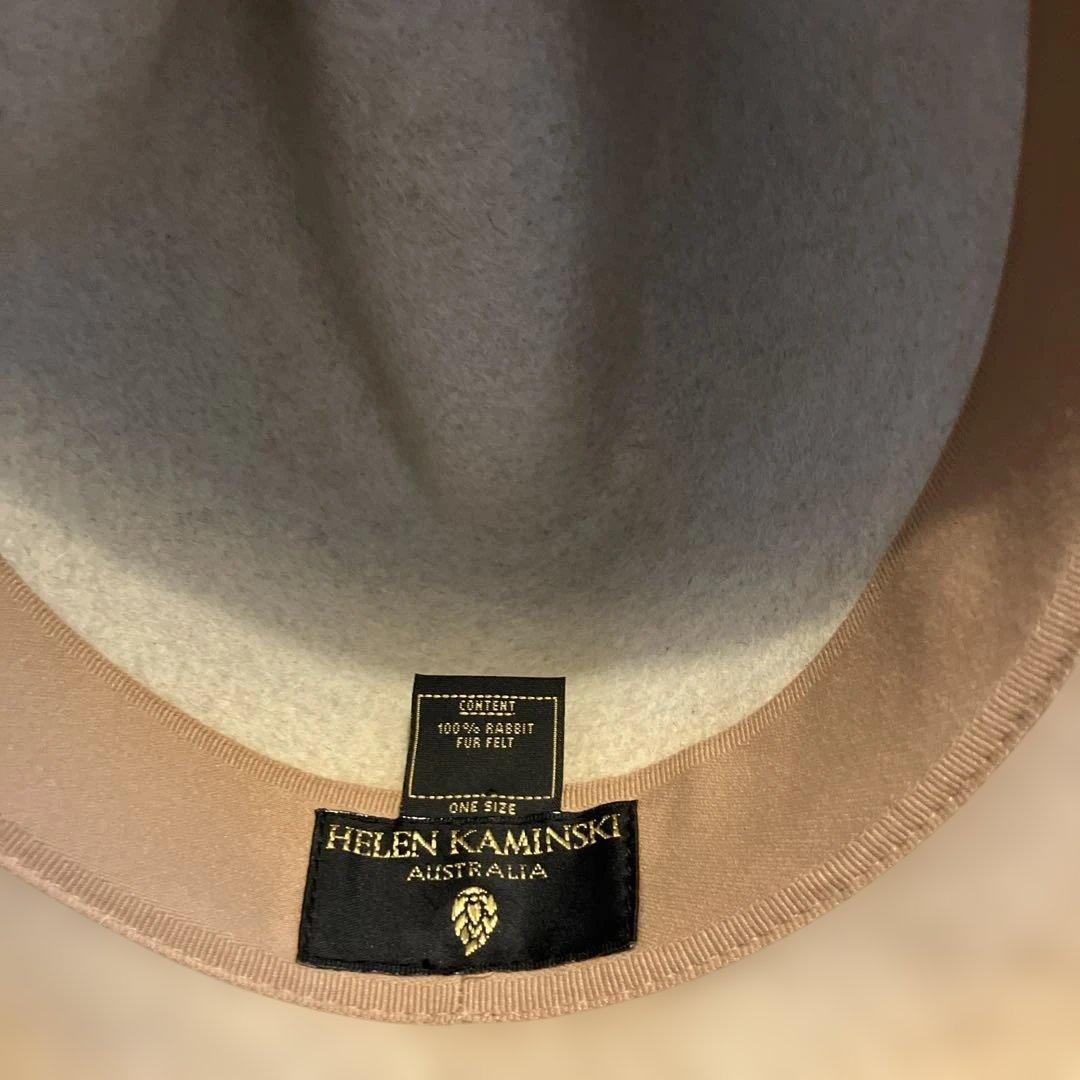 CONTENT
100% RABBIT
FUR FELT
ONE SIZE
HELEN KAMINSKI
AUSTRALIA